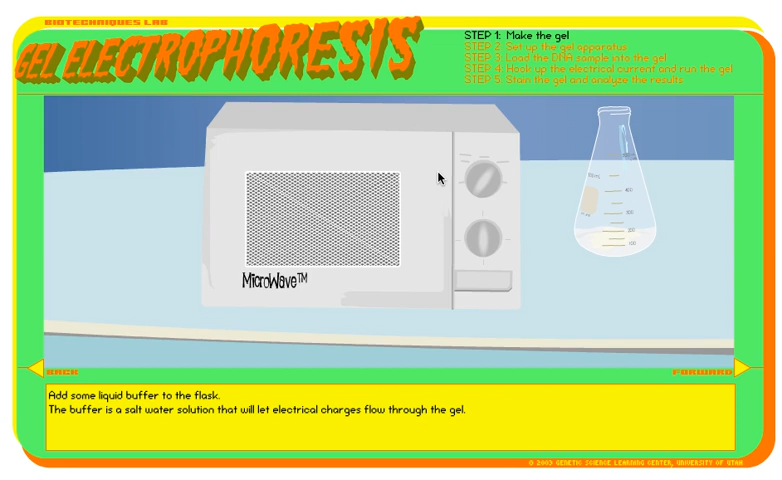 BIOTECHNIQUES LAB
GEL ELECTROPHORESIS
STEP 1: Make the gel
STEP 2: Set up the gel apparatus
STEP 3: Load the DNA sample into the gel
STEP 4: Hook up the electrical current and run the gel
STEP 5: Stain the gel and analyze the results
MicroWave™
BACK
FORWARD
Add some liquid buffer to the flask.
The buffer is a salt water solution that will let electrical charges flow through the gel.
© 2003 GENETIC SCIENCE LEARNING CENTER, UNIVERSITY OF UTAH